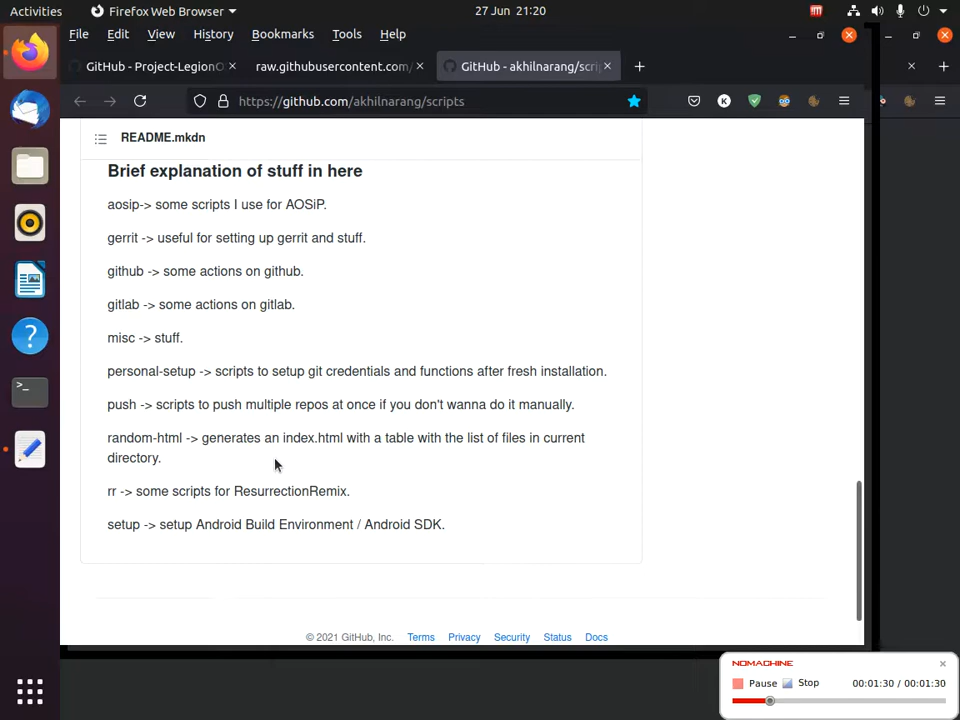 Activities
Firefox Web Browser
27 Jun 21:20
File Edit View History Bookmarks Tools Help
GitHub - Project-LegionO
raw.githubusercontent.com/
GitHub - akhilnarang/scri
https://github.com/akhilnarang/scripts
README.mkdn
Brief explanation of stuff in here
aosip-> some scripts I use for AOSiP.
gerrit -> useful for setting up gerrit and stuff.
github -> some actions on github.
gitlab -> some actions on gitlab.
misc -> stuff.
personal-setup -> scripts to setup git credentials and functions after fresh installation.
push -> scripts to push multiple repos at once if you don't wanna do it manually.
random-html -> generates an index.html with a table with the list of files in current
directory.
rr -> some scripts for ResurrectionRemix.
setup -> setup Android Build Environment / Android SDK.
© 2021 GitHub, Inc. Terms Privacy Security Status Docs
NOMACHINE
Pause Stop 00:01:30 / 00:01:30